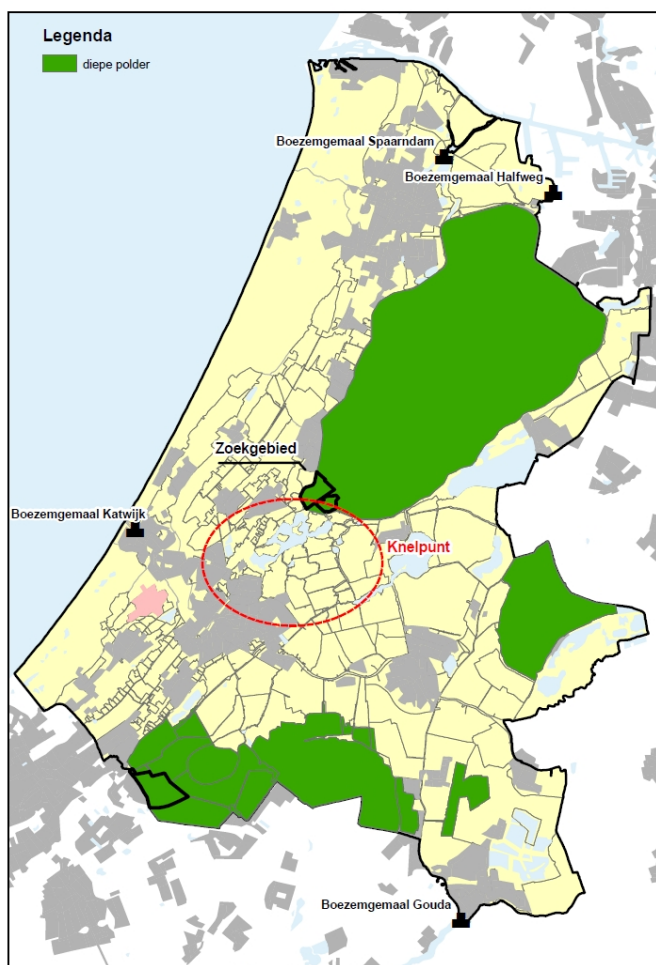 Legenda
diepe polder
Boezemgemaal Spaarndam
Boezemgemaal Halfweg
Zoekgebied
Boezemgemaal Katwijk
Knelpunt
Boezemgemaal Gouda